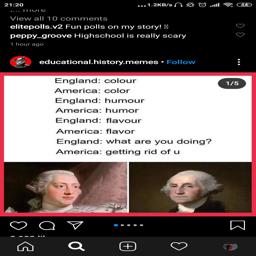 21:20
1.2KB/s
View all 10 comments
elitepolls.v2 Fun polls on my story!
peppy_groove Highschool is really scary
1 hour ago
educational.history.memes • Follow
1/5
England: colour
America: color
England: humour
America: humor
England: flavour
America: flavor
England: what are you doing?
America: getting rid of u